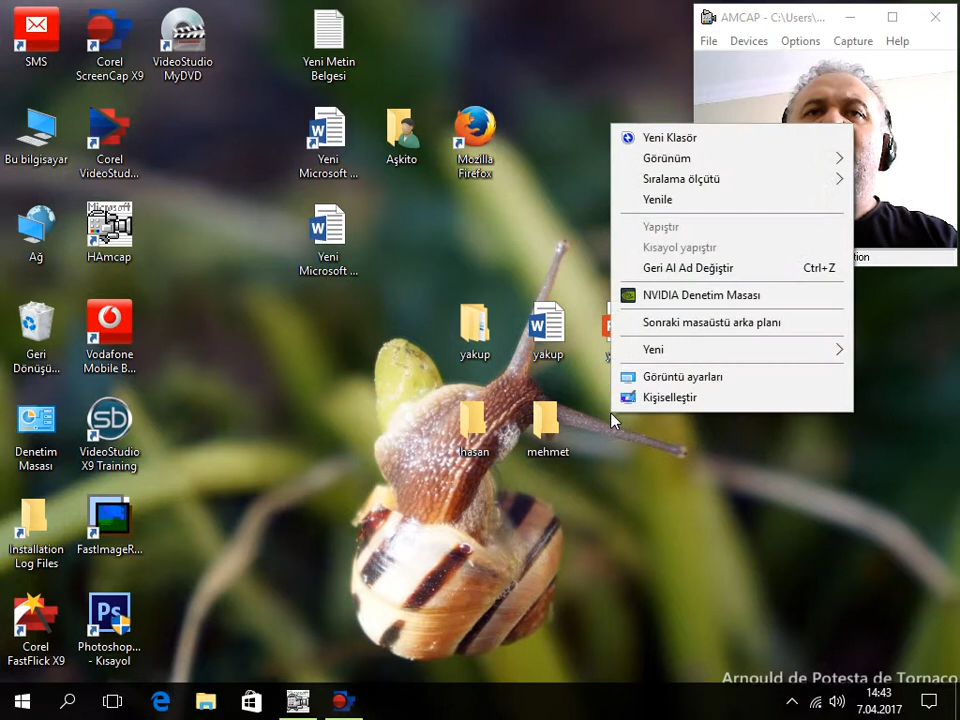 SMS
Corel
ScreenCap X9
VideoStudio
MyDVD
Yeni Metin
Belgesi
AMCAP - C:\Users\...
File Devices Options Capture Help
Bu bilgisayar
Corel
VideoStud...
Yeni
Microsoft ...
Aşkito
Mozilla
Firefox
Yeni Klasör
Görünüm
Sıralama ölçütü
Yenile
Yapıştır
Kısayol yapıştır
Geri Al Ad Değiştir Ctrl+Z
NVIDIA Denetim Masası
Sonraki masaüstü arka planı
Yeni
Görüntü ayarları
Kişiselleştir
Ağ
Microsoft
HAmcap
Yeni
Microsoft ...
Geri
Dönüşü...
Vodafone
Mobile B...
yakup
yakup
Denetim
Masası
sb
VideoStudio
X9 Training
hasan
mehmet
Installation
Log Files
FastImageR...
Corel
FastFlick X9
Ps
Photoshop...
- Kısayol
Arnould de Potesta de Tornaco
14:43
7.04.2017